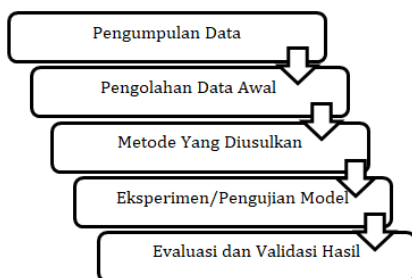 Pengumpulan Data
Pengolahan Data Awal
Metode Yang Diusulkan
Eksperimen/Pengujian Model
Evaluasi dan Validasi Hasil